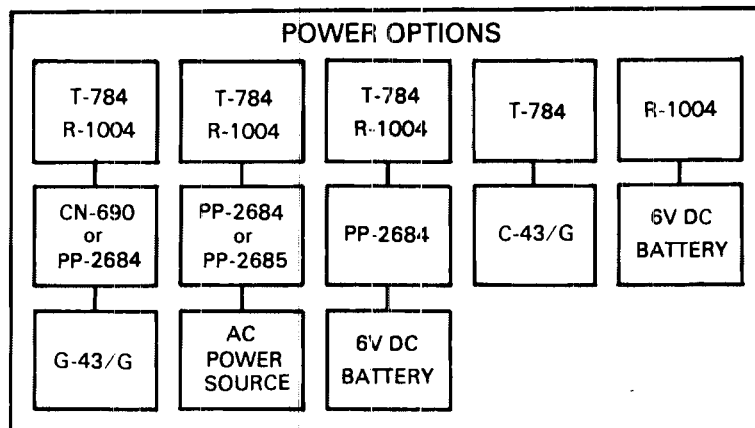 POWER OPTIONS
T-784
R-1004
CN-690
or
PP-2684
G-43/G
T-784
R-1004
PP-2684
or
PP-2685
AC
POWER
SOURCE
T-784
R-1004
PP-2684
6V DC
BATTERY
T-784
C-43/G
R-1004
6V DC
BATTERY